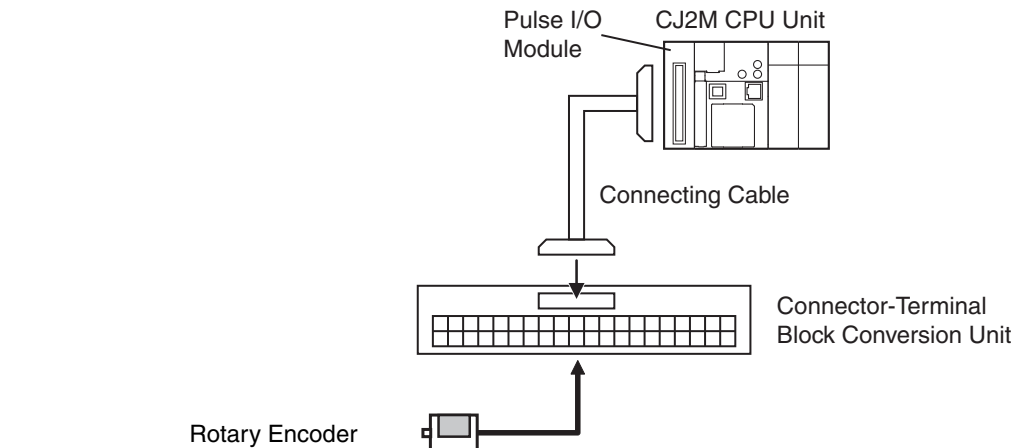 Pulse I/O
Module
CJ2M CPU Unit
Connecting Cable
Connector-Terminal
Block Conversion Unit
Rotary Encoder